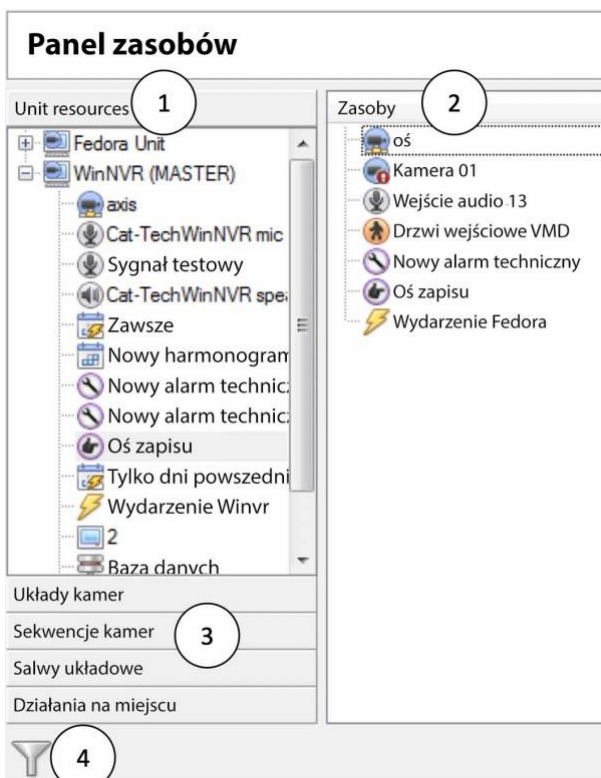 Panel zasobów
Unit resources 1
Fedora Unit
WinNVR (MASTER)
axis
Cat-TechWinNVR mic
Sygnał testowy
Cat-TechWinNVR spe
Zawsze
Nowy harmonogran
Nowy alarm technic
Nowy alarm technic
Oś zapisu
Tylko dni powszedni
Wydarzenie Winvr
2
Baza danych
Układy kamer
Sekwencje kamer 3
Salwy układowe
Działania na miejscu
4
Zasoby 2
oś
Kamera 01
Wejście audio 13
Drzwi wejściowe VMD
Nowy alarm techniczny
Oś zapisu
Wydarzenie Fedora